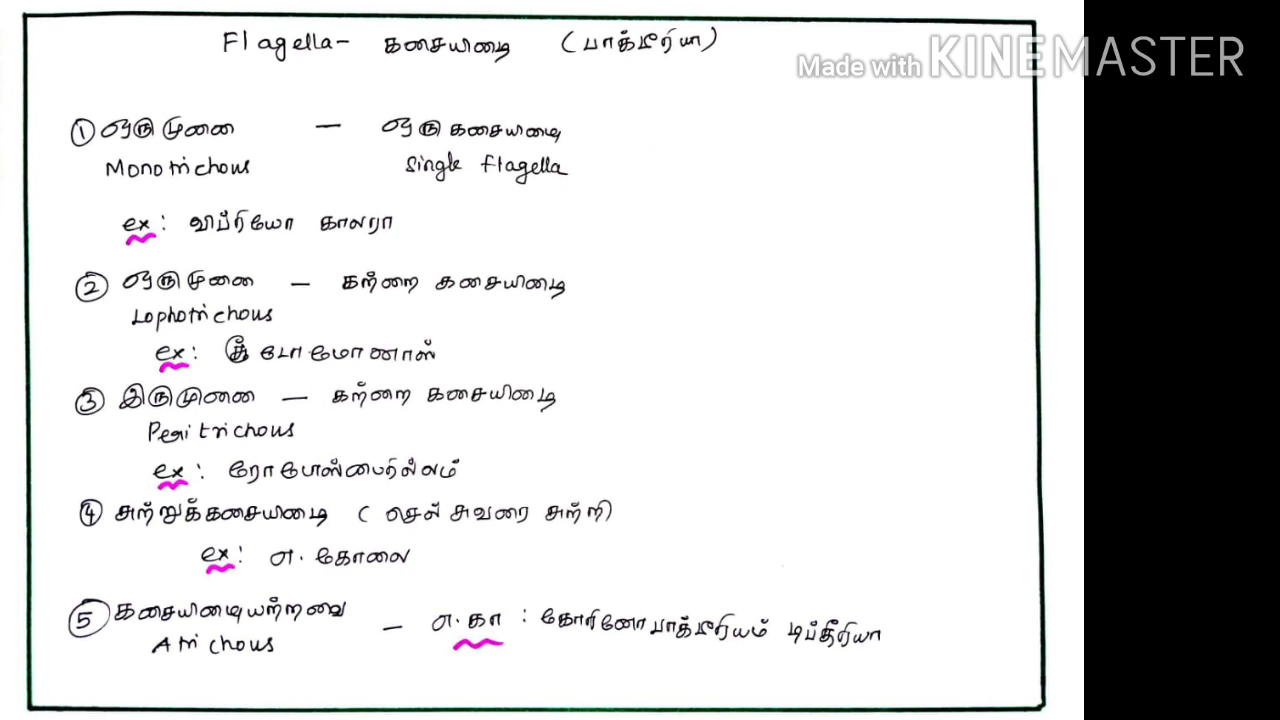 Flagella - கசையிழை (பாக்டீரியா)
Made with KINEMASTER
① ஒருமுனை — ஒரு கசையிழை
Monotrichous Single flagella
ex: விப்ரியோ காலரா
② ஒருமுனை — கற்றை கசையிழை
Lophotrichous
ex: சூடோமோனாஸ்
③ இருமுனை — கற்றை கசையிழை
Peritrichous
ex: ரோடோஸ்பைரில்லம்
④ சுற்றுக்கசையிழை (செல் சுவரை சுற்றி)
ex: எ. கோலை
⑤ கசையிழையற்றவை — எ.கா : கோரினோபாக்டீரியம் டிப்தீரியா
Atrichous